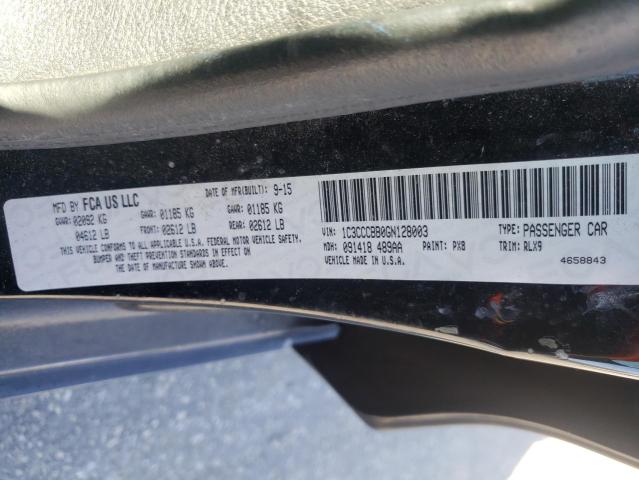 MFD BY FCA US LLC DATE OF MFR(BUILT): 9-15
GVWR: 02092 KG GAWR: 01185 KG GAWR: 01185 KG
04612 LB FRONT: 02612 LB REAR: 02612 LB
THIS VEHICLE CONFORMS TO ALL APPLICABLE U.S.A. FEDERAL MOTOR VEHICLE SAFETY,
BUMPER AND THEFT PREVENTION STANDARDS IN EFFECT ON
THE DATE OF MANUFACTURE SHOWN ABOVE.
VIN: 1C3CCCBB0GN128003 TYPE: PASSENGER CAR
MDH: 091418 489AA PAINT: PX8 TRIM: RLX9
VEHICLE MADE IN U.S.A. 4658843